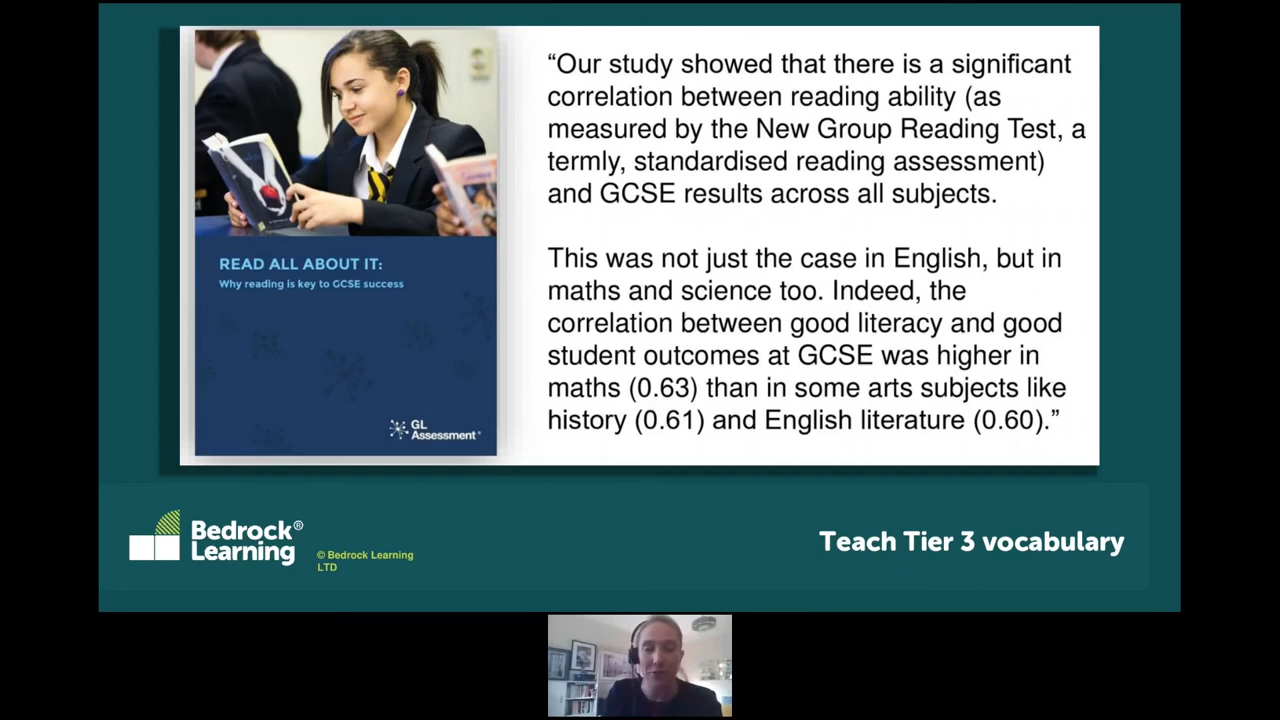 “Our study showed that there is a significant
correlation between reading ability (as
measured by the New Group Reading Test, a
termly, standardised reading assessment)
and GCSE results across all subjects.
This was not just the case in English, but in
maths and science too. Indeed, the
correlation between good literacy and good
student outcomes at GCSE was higher in
maths (0.63) than in some arts subjects like
history (0.61) and English literature (0.60).”
READ ALL ABOUT IT:
Why reading is key to GCSE success
GL
Assessment
Bedrock®
Learning
© Bedrock Learning
LTD
Teach Tier 3 vocabulary